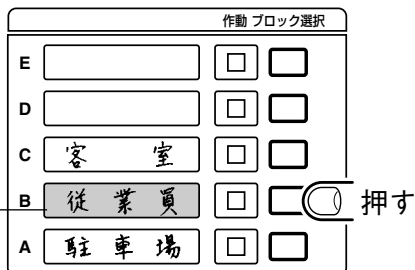 作動 ブロック選択
E
D
C 客 室
B 従 業 員 押す
A 駐 車 場